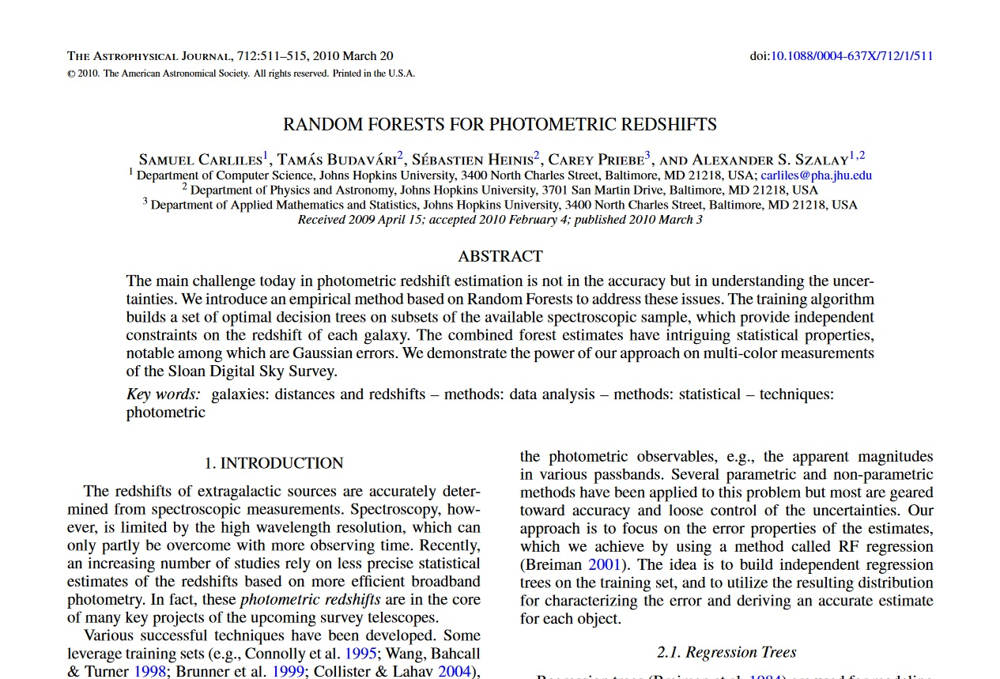 THE ASTROPHYSICAL JOURNAL, 712:511–515, 2010 March 20
doi:10.1088/0004-637X/712/1/511
© 2010. The American Astronomical Society. All rights reserved. Printed in the U.S.A.
RANDOM FORESTS FOR PHOTOMETRIC REDSHIFTS
SAMUEL CARLILES1, TAMÁS BUDAVÁRI2, SÉBASTIEN HEINIS2, CAREY PRIEBE3, AND ALEXANDER S. SZALAY1,2
1 Department of Computer Science, Johns Hopkins University, 3400 North Charles Street, Baltimore, MD 21218, USA; carliles@pha.jhu.edu
2 Department of Physics and Astronomy, Johns Hopkins University, 3701 San Martin Drive, Baltimore, MD 21218, USA
3 Department of Applied Mathematics and Statistics, Johns Hopkins University, 3400 North Charles Street, Baltimore, MD 21218, USA
Received 2009 April 15; accepted 2010 February 4; published 2010 March 3
ABSTRACT
The main challenge today in photometric redshift estimation is not in the accuracy but in understanding the uncer-
tainties. We introduce an empirical method based on Random Forests to address these issues. The training algorithm
builds a set of optimal decision trees on subsets of the available spectroscopic sample, which provide independent
constraints on the redshift of each galaxy. The combined forest estimates have intriguing statistical properties,
notable among which are Gaussian errors. We demonstrate the power of our approach on multi-color measurements
of the Sloan Digital Sky Survey.
Key words: galaxies: distances and redshifts – methods: data analysis – methods: statistical – techniques:
photometric
1. INTRODUCTION
The redshifts of extragalactic sources are accurately deter-
mined from spectroscopic measurements. Spectroscopy, how-
ever, is limited by the high wavelength resolution, which can
only partly be overcome with more observing time. Recently,
an increasing number of studies rely on less precise statistical
estimates of the redshifts based on more efficient broadband
photometry. In fact, these photometric redshifts are in the core
of many key projects of the upcoming survey telescopes.
Various successful techniques have been developed. Some
leverage training sets (e.g., Connolly et al. 1995; Wang, Bahcall
& Turner 1998; Brunner et al. 1999; Collister & Lahav 2004),
the photometric observables, e.g., the apparent magnitudes
in various passbands. Several parametric and non-parametric
methods have been applied to this problem but most are geared
toward accuracy and loose control of the uncertainties. Our
approach is to focus on the error properties of the estimates,
which we achieve by using a method called RF regression
(Breiman 2001). The idea is to build independent regression
trees on the training set, and to utilize the resulting distribution
for characterizing the error and deriving an accurate estimate
for each object.
2.1. Regression Trees
Regression trees (Breiman et al. 1984) are used for modeling